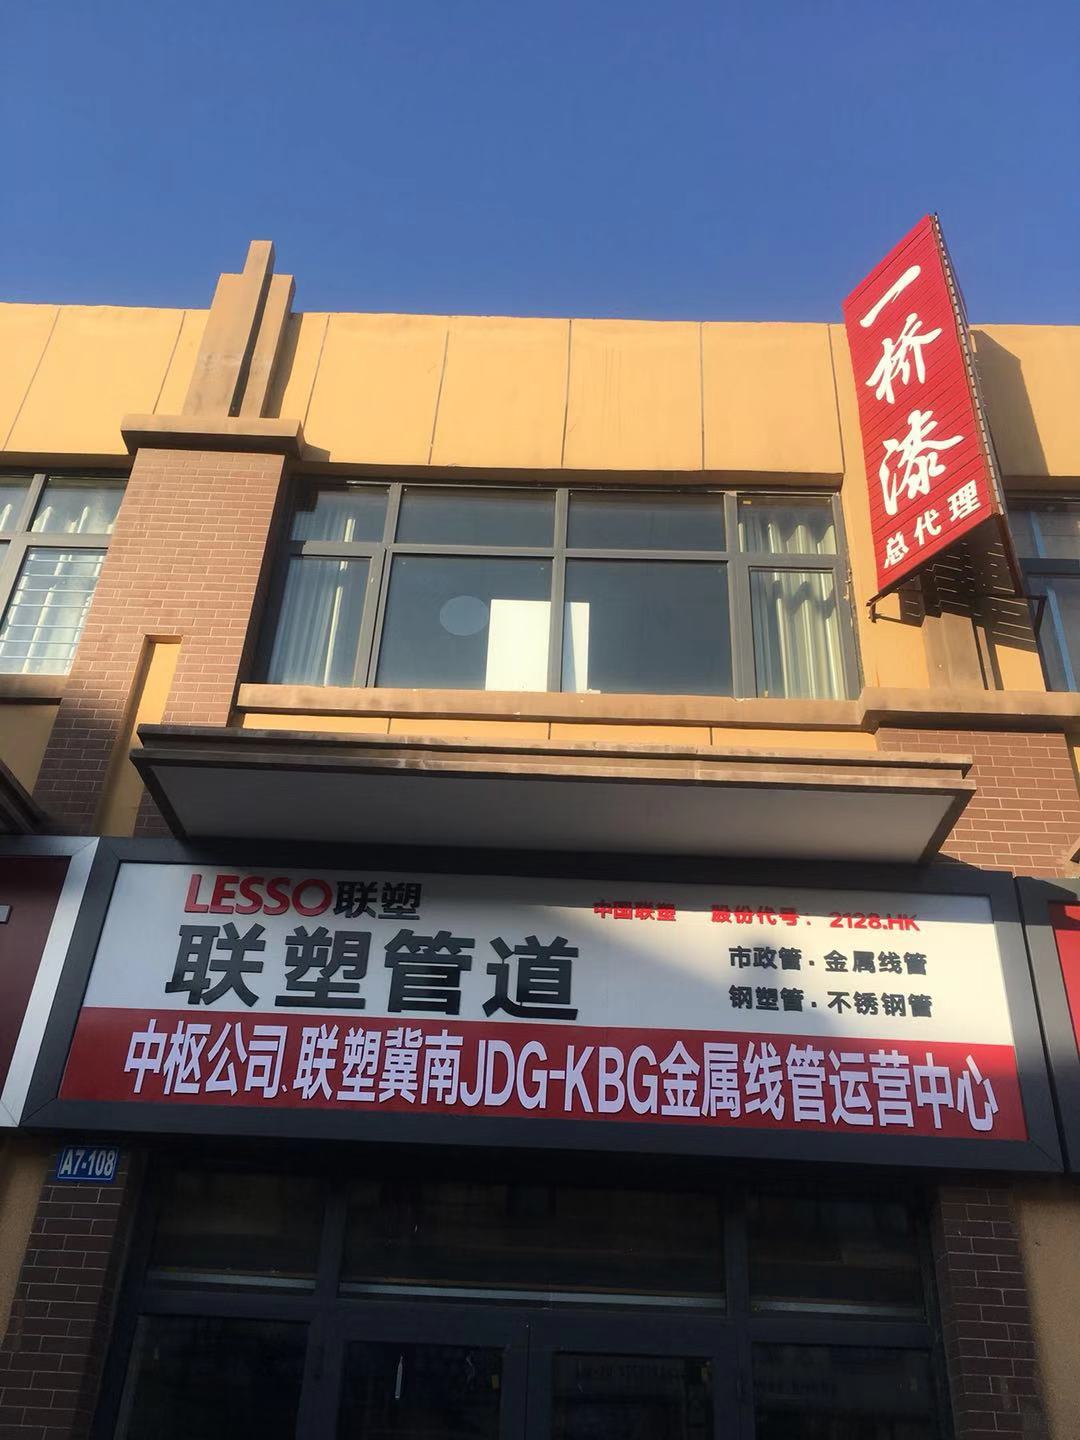 一桥漆
总代理
LESSO联塑
中国联塑 股份代号：2128.HK
联塑管道
市政管·金属线管
钢塑管·不锈钢管
中枢公司、联塑冀南JDG-KBG金属线管运营中心
A7-108